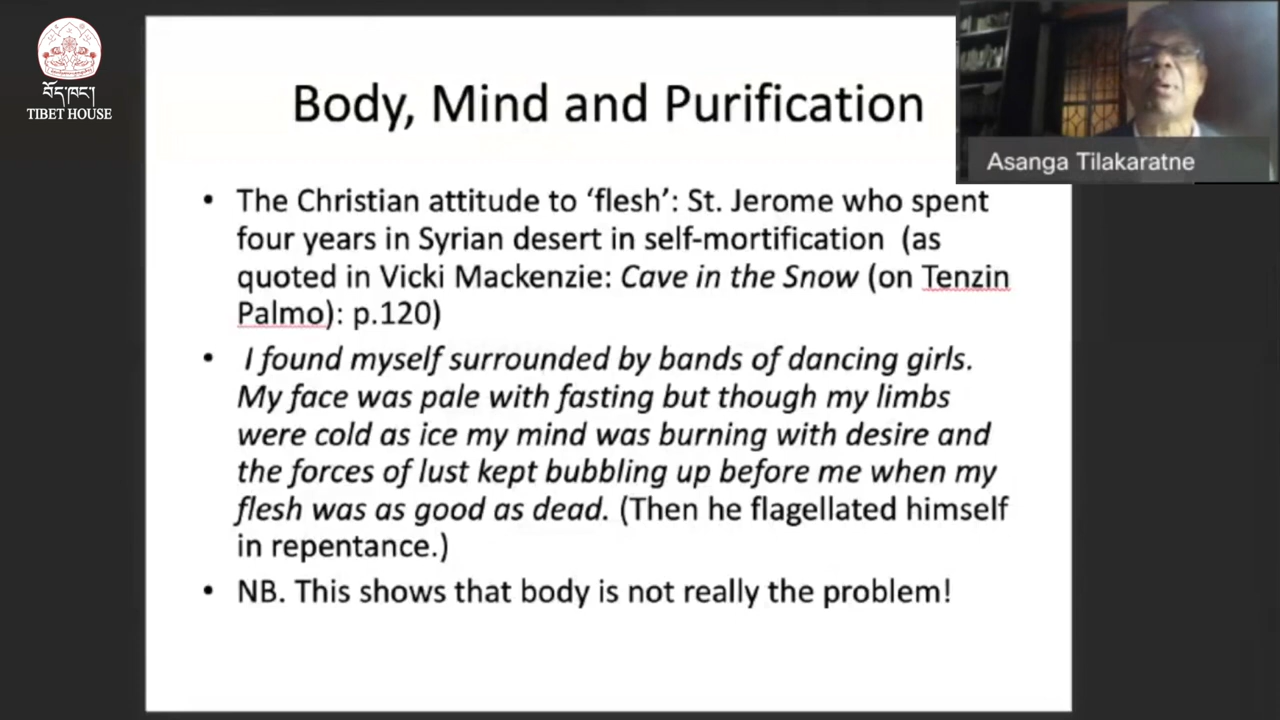 བོད་ཁང་།
TIBET HOUSE
Asanga Tilakaratne
Body, Mind and Purification
• The Christian attitude to ‘flesh’: St. Jerome who spent
four years in Syrian desert in self-mortification (as
quoted in Vicki Mackenzie: Cave in the Snow (on Tenzin
Palmo): p.120)
• I found myself surrounded by bands of dancing girls.
My face was pale with fasting but though my limbs
were cold as ice my mind was burning with desire and
the forces of lust kept bubbling up before me when my
flesh was as good as dead. (Then he flagellated himself
in repentance.)
• NB. This shows that body is not really the problem!